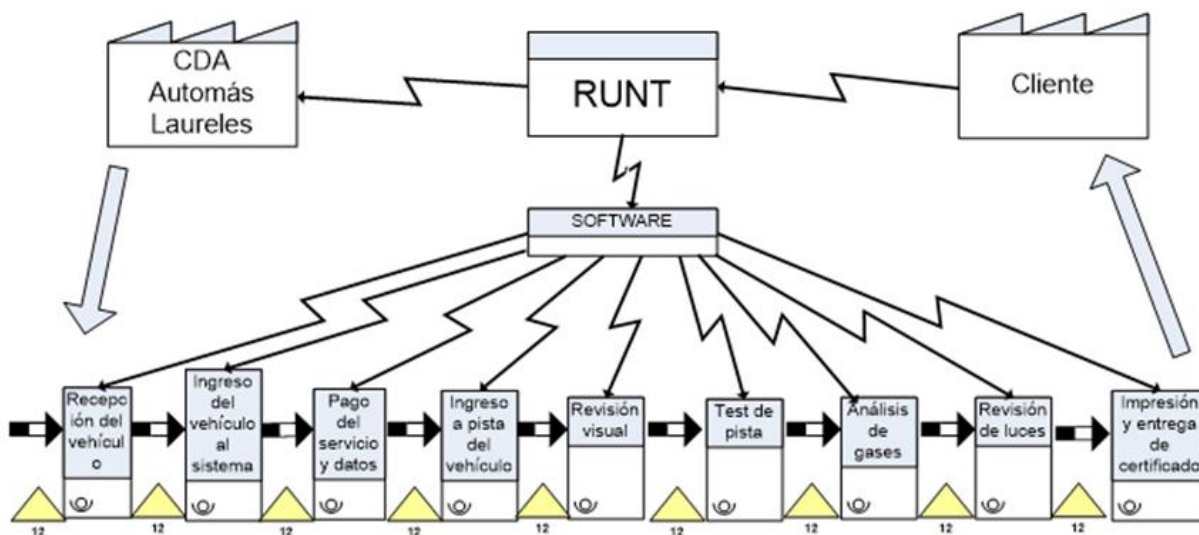 CDA
Automás
Laureles
RUNT
Cliente
SOFTWARE
Recepc
ión del
vehícul
o
Ingreso
del
vehículo
al
sistema
Pago
del
servicio
y datos
Ingreso
a pista
del
vehículo
Revisión
visual
Test de
pista
Análisis
de
gases
Revisión
de luces
Impresión
y entrega
de
certificado
12
12
12
12
12
12
12
12
12